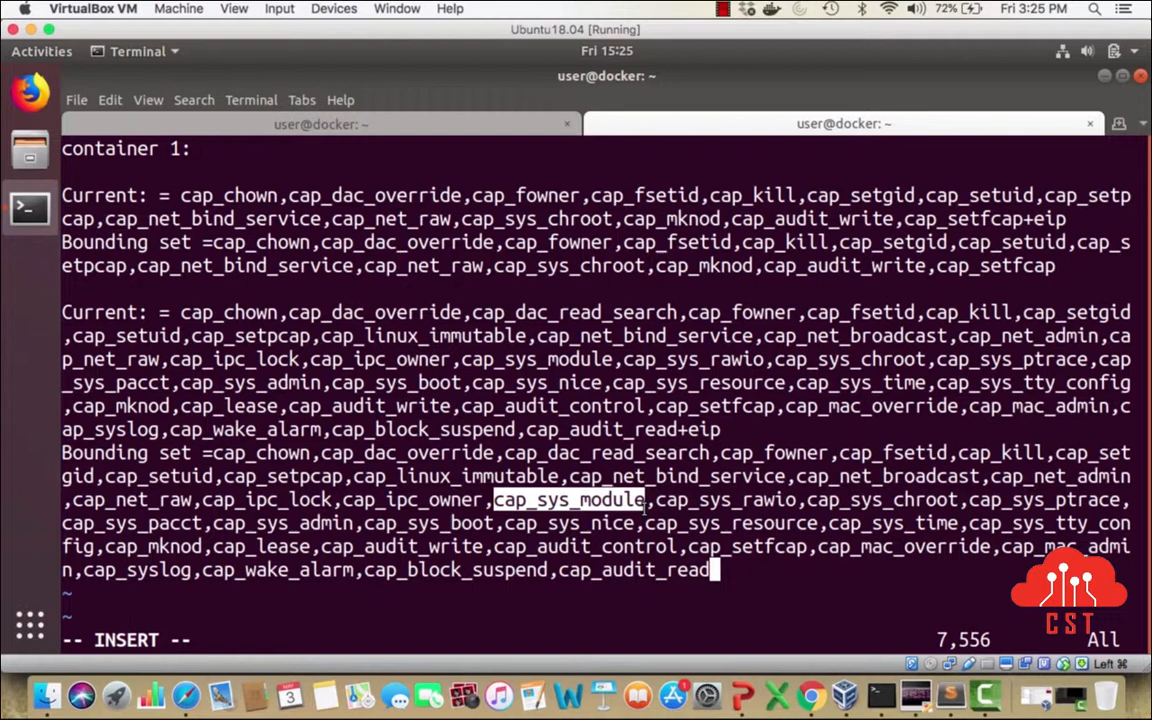 VirtualBox VM Machine View Input Devices Window Help 72% Fri 3:25 PM
Ubuntu18.04 [Running]
Activities Terminal Fri 15:25
user@docker: ~
File Edit View Search Terminal Tabs Help
user@docker: ~ × user@docker: ~ ×
container 1:
Current: = cap_chown,cap_dac_override,cap_fowner,cap_fsetid,cap_kill,cap_setgid,cap_setuid,cap_setp
cap,cap_net_bind_service,cap_net_raw,cap_sys_chroot,cap_mknod,cap_audit_write,cap_setfcap+eip
Bounding set =cap_chown,cap_dac_override,cap_fowner,cap_fsetid,cap_kill,cap_setgid,cap_setuid,cap_s
etpcap,cap_net_bind_service,cap_net_raw,cap_sys_chroot,cap_mknod,cap_audit_write,cap_setfcap
Current: = cap_chown,cap_dac_override,cap_dac_read_search,cap_fowner,cap_fsetid,cap_kill,cap_setgid
,cap_setuid,cap_setpcap,cap_linux_immutable,cap_net_bind_service,cap_net_broadcast,cap_net_admin,ca
p_net_raw,cap_ipc_lock,cap_ipc_owner,cap_sys_module,cap_sys_rawio,cap_sys_chroot,cap_sys_ptrace,cap
_sys_pacct,cap_sys_admin,cap_sys_boot,cap_sys_nice,cap_sys_resource,cap_sys_time,cap_sys_tty_config
,cap_mknod,cap_lease,cap_audit_write,cap_audit_control,cap_setfcap,cap_mac_override,cap_mac_admin,c
ap_syslog,cap_wake_alarm,cap_block_suspend,cap_audit_read+eip
Bounding set =cap_chown,cap_dac_override,cap_dac_read_search,cap_fowner,cap_fsetid,cap_kill,cap_set
gid,cap_setuid,cap_setpcap,cap_linux_immutable,cap_net_bind_service,cap_net_broadcast,cap_net_admin
,cap_net_raw,cap_ipc_lock,cap_ipc_owner,cap_sys_module,cap_sys_rawio,cap_sys_chroot,cap_sys_ptrace,
cap_sys_pacct,cap_sys_admin,cap_sys_boot,cap_sys_nice,cap_sys_resource,cap_sys_time,cap_sys_tty_con
fig,cap_mknod,cap_lease,cap_audit_write,cap_audit_control,cap_setfcap,cap_mac_override,cap_mac_admi
n,cap_syslog,cap_wake_alarm,cap_block_suspend,cap_audit_read
~
~
CST
-- INSERT -- 7,556 All
Left ⌘